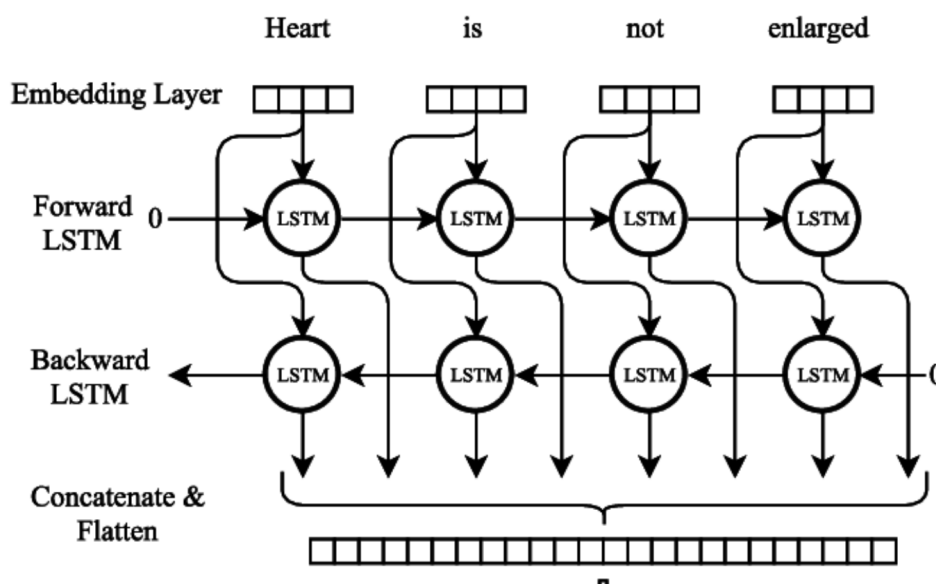 Heart is not enlarged
Embedding Layer
Forward
LSTM
0
LSTM LSTM LSTM LSTM
Backward
LSTM
LSTM LSTM LSTM LSTM
0
Concatenate &
Flatten